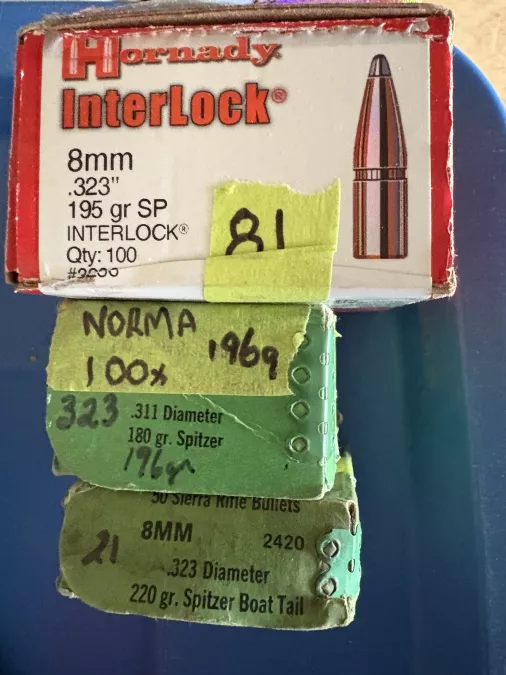 Hornady
InterLock®
8mm
.323"
195 gr SP
INTERLOCK®
Qty: 100
81
NORMA
100x 196g
323 .311 Diameter
180 gr. Spitzer
196gr
50 Sierra Rifle Bullets
8MM 2420
21
.323 Diameter
220 gr. Spitzer Boat Tail